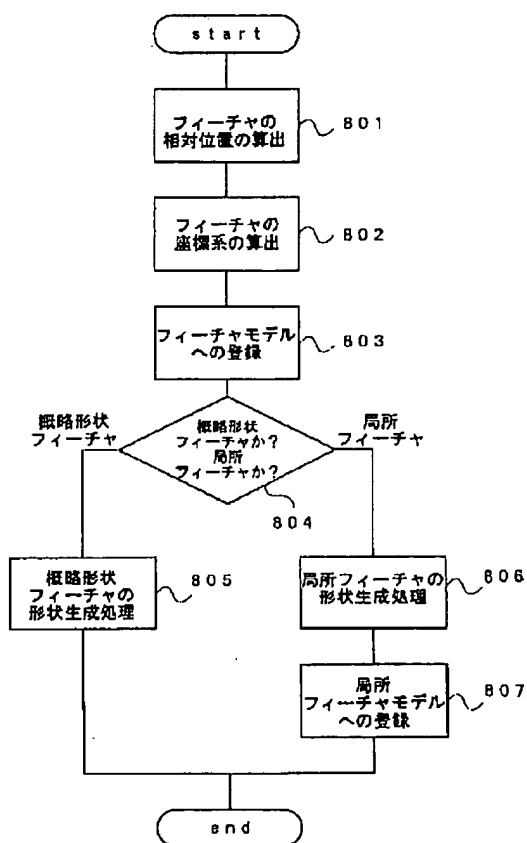 start
フィーチャの
相対位置の算出
801
フィーチャの
座標系の算出
802
フィーチャモデル
への登録
803
概略形状
フィーチャ
概略形状
フィーチャか?
局所
フィーチャか?
局所
フィーチャ
804
概略形状
フィーチャの
形状生成処理
805
局所フィーチャの
形状生成処理
806
局所
フィーチャモデル
への登録
807
end